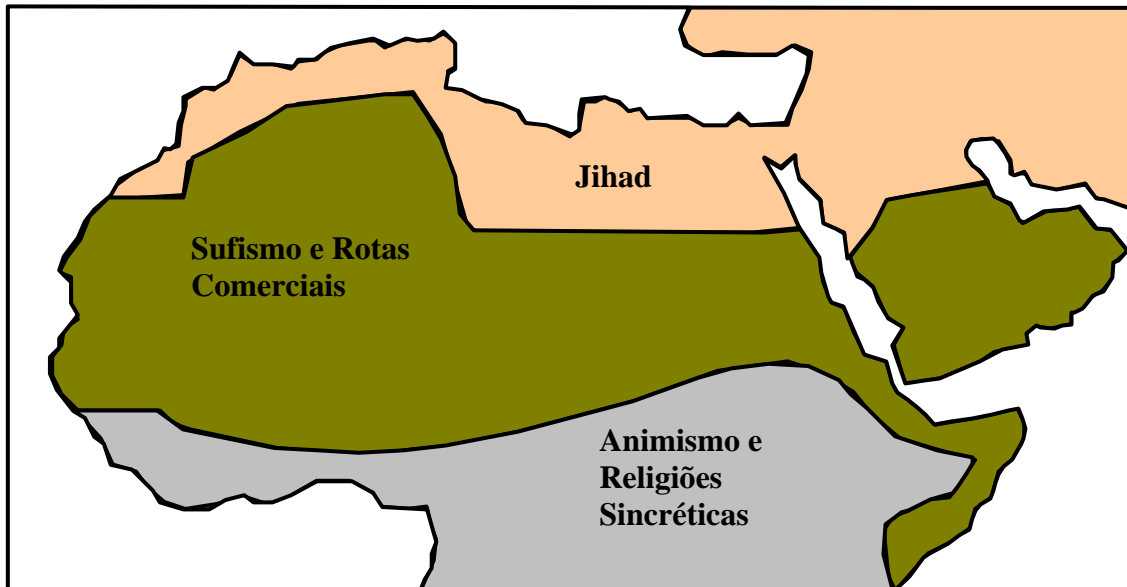 Jihad
Sufismo e Rotas
Comerciais
Animismo e
Religiões
Sincréticas